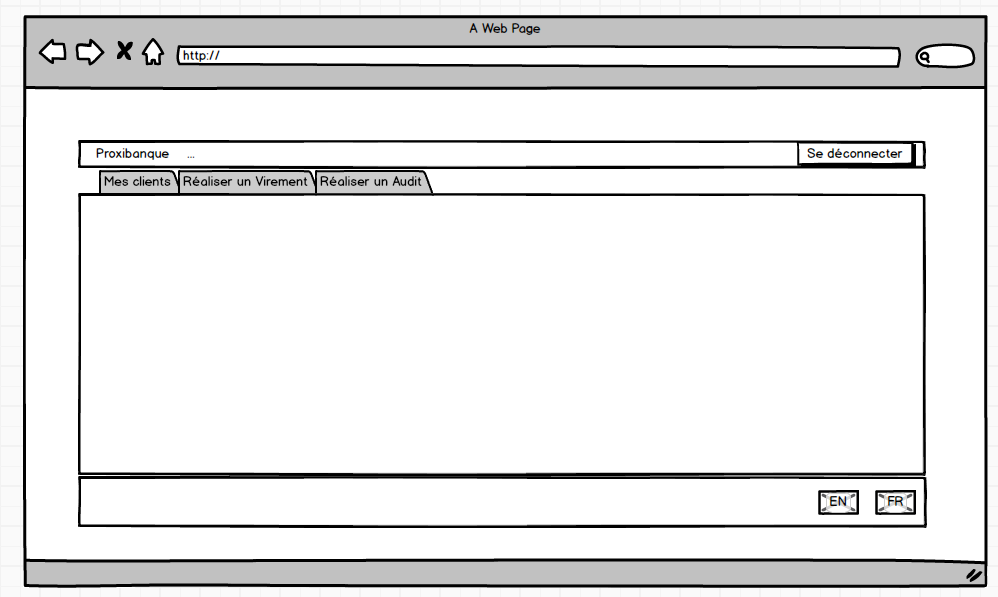 A Web Page
http://
Proxibanque ... Se déconnecter
Mes clients Réaliser un Virement Réaliser un Audit
EN FR